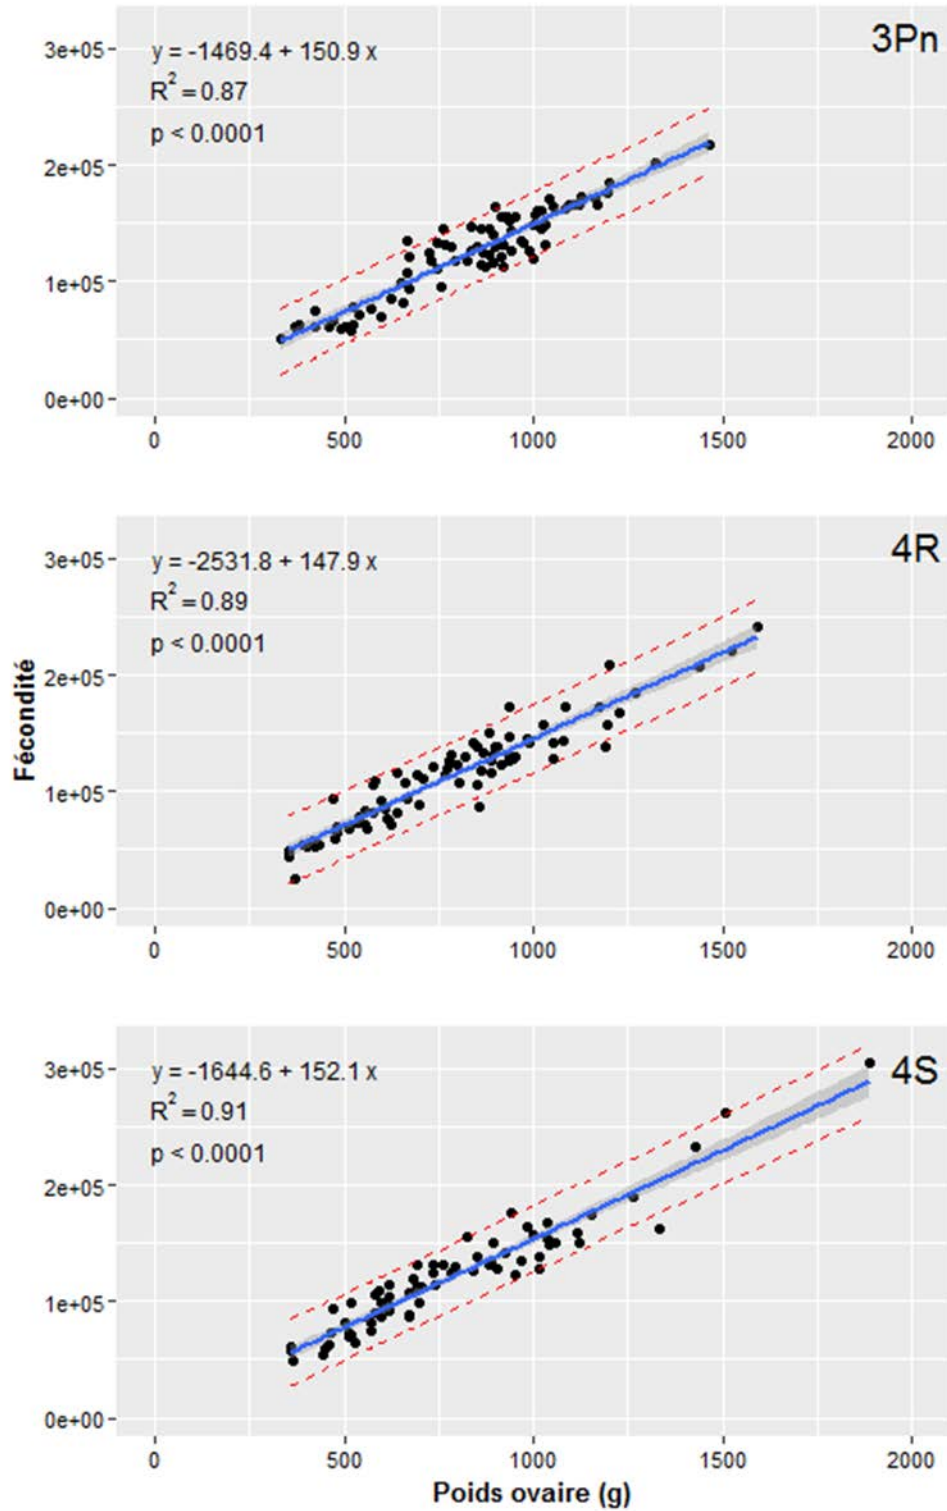 3Pn
y = -1469.4 + 150.9 x
R² = 0.87
p < 0.0001
3e+05
2e+05
1e+05
0e+00
0 500 1000 1500 2000
4R
y = -2531.8 + 147.9 x
R² = 0.89
p < 0.0001
3e+05
2e+05
1e+05
0e+00
0 500 1000 1500 2000
Fécondité
4S
y = -1644.6 + 152.1 x
R² = 0.91
p < 0.0001
3e+05
2e+05
1e+05
0e+00
0 500 1000 1500 2000
Poids ovaire (g)